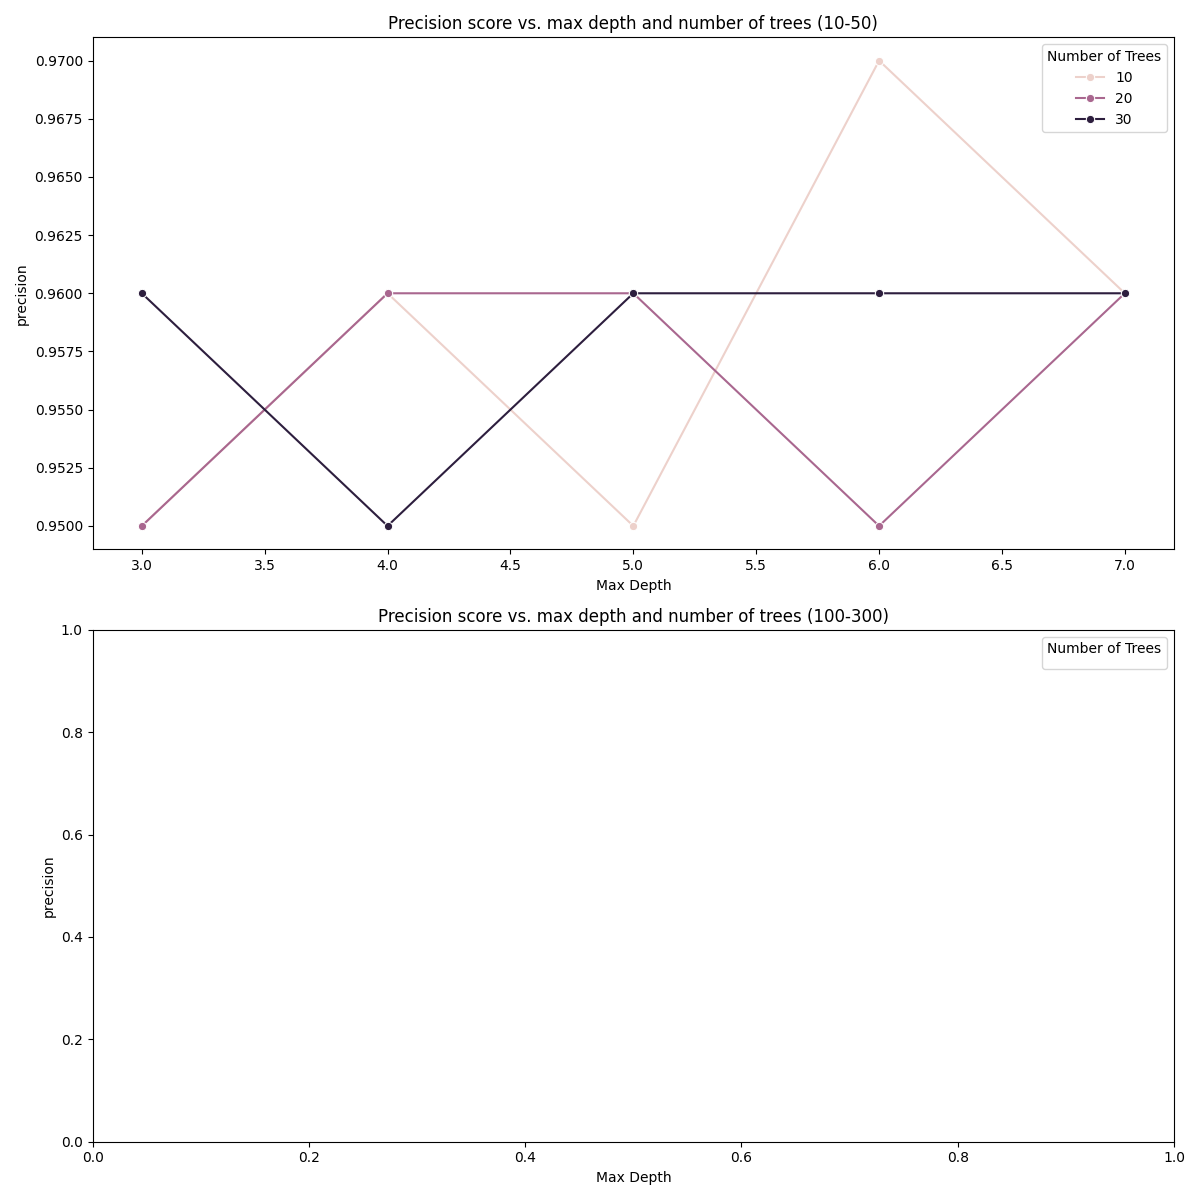 Precision score vs. max depth and number of trees (10-50)
Number of Trees
10
20
30
0.9700
0.9675
0.9650
0.9625
0.9600
0.9575
0.9550
0.9525
0.9500
precision
3.0 3.5 4.0 4.5 5.0 5.5 6.0 6.5 7.0
Max Depth
Precision score vs. max depth and number of trees (100-300)
Number of Trees
1.0
0.8
0.6
0.4
0.2
0.0
precision
0.0 0.2 0.4 0.6 0.8 1.0
Max Depth